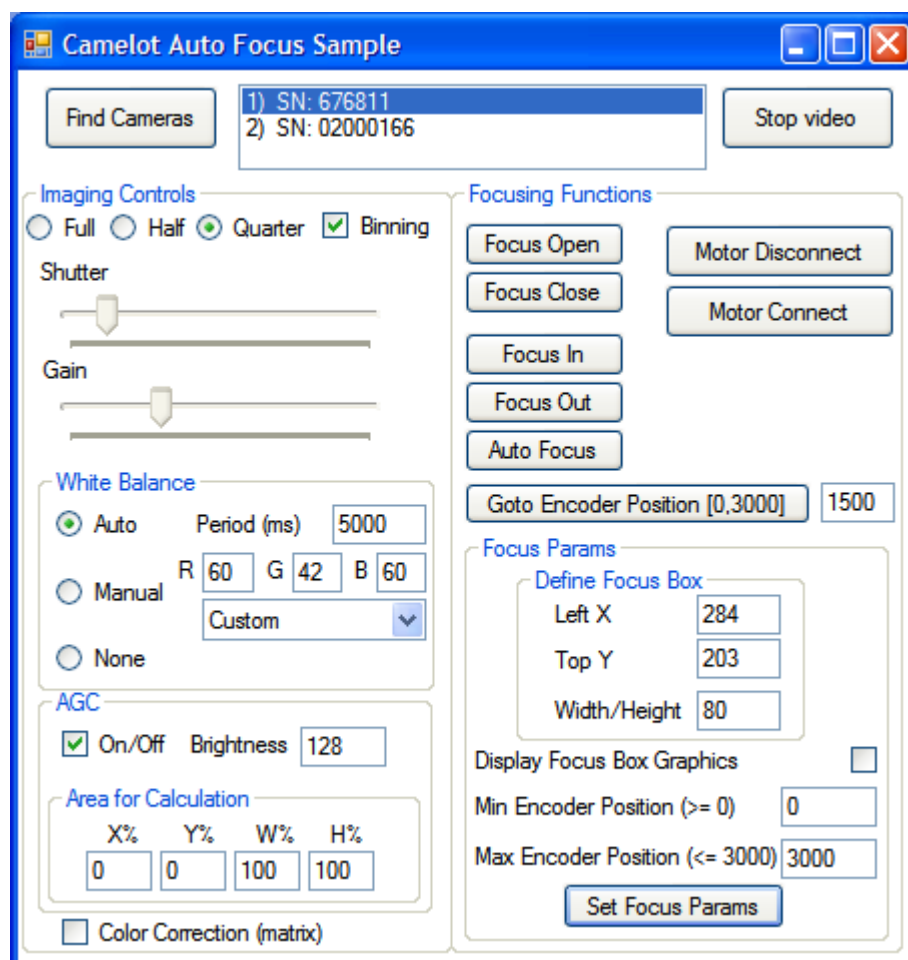 Camelot Auto Focus Sample
Find Cameras
1) SN: 676811
2) SN: 02000166
Stop video
Imaging Controls
Full Half Quarter Binning
Shutter
Gain
White Balance
Auto Period (ms) 5000
R 60 G 42 B 60
Manual
Custom
None
AGC
On/Off Brightness 128
Area for Calculation
X% Y% W% H%
0 0 100 100
Color Correction (matrix)
Focusing Functions
Focus Open
Motor Disconnect
Focus Close
Motor Connect
Focus In
Focus Out
Auto Focus
Goto Encoder Position [0,3000] 1500
Focus Params
Define Focus Box
Left X 284
Top Y 203
Width/Height 80
Display Focus Box Graphics
Min Encoder Position (>= 0) 0
Max Encoder Position (<= 3000) 3000
Set Focus Params